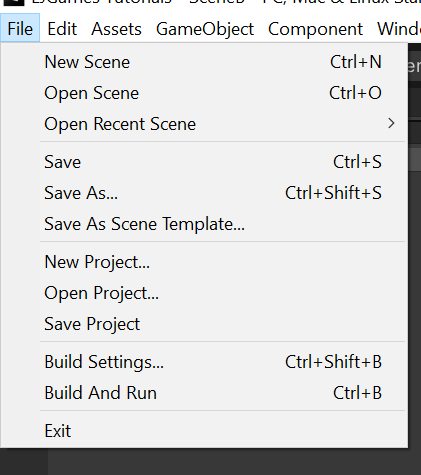 File Edit Assets GameObject Component
New Scene Ctrl+N
Open Scene Ctrl+O
Open Recent Scene >
Save Ctrl+S
Save As... Ctrl+Shift+S
Save As Scene Template...
New Project...
Open Project...
Save Project
Build Settings... Ctrl+Shift+B
Build And Run Ctrl+B
Exit